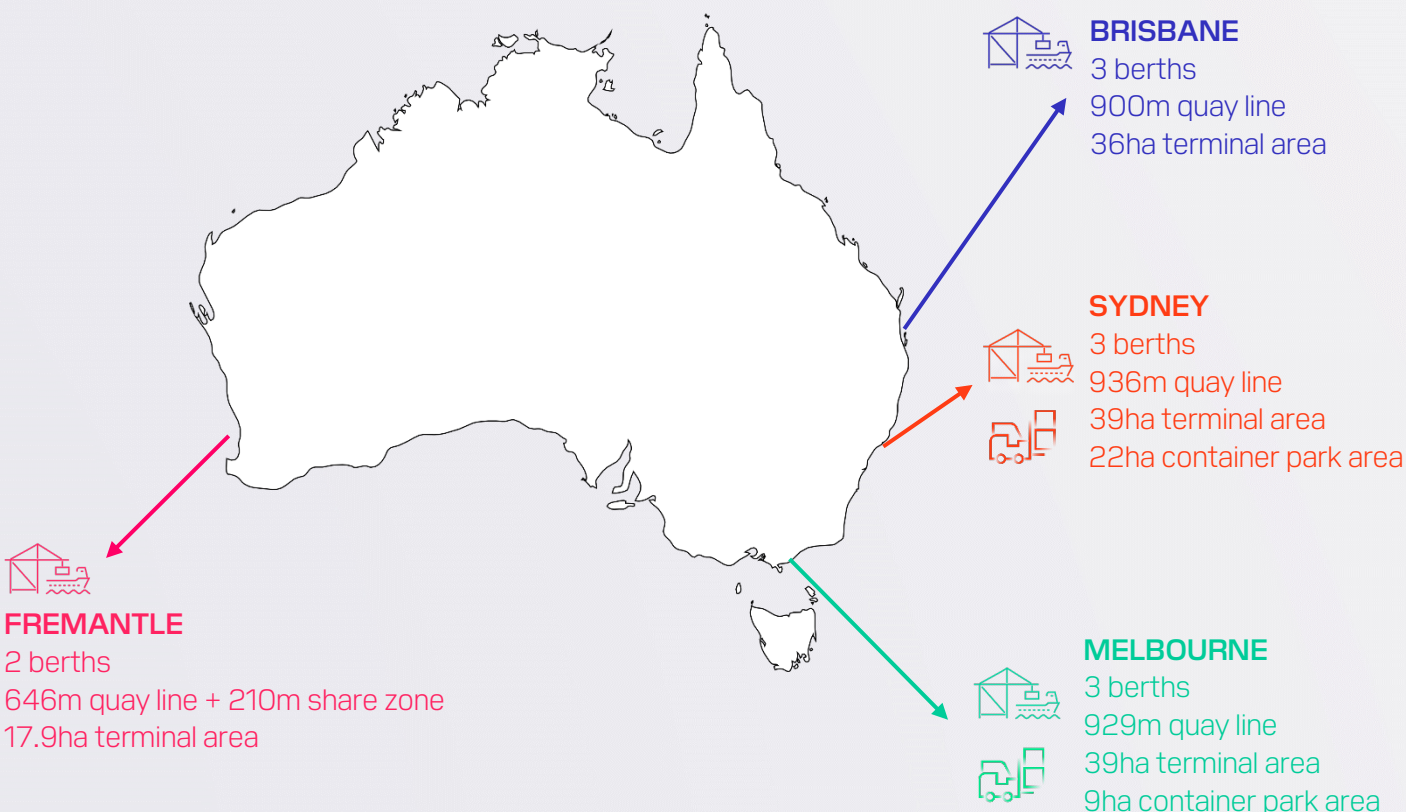 BRISBANE
3 berths
900m quay line
36ha terminal area
SYDNEY
3 berths
936m quay line
39ha terminal area
22ha container park area
FREMANTLE
2 berths
646m quay line + 210m share zone
17.9ha terminal area
MELBOURNE
3 berths
929m quay line
39ha terminal area
9ha container park area